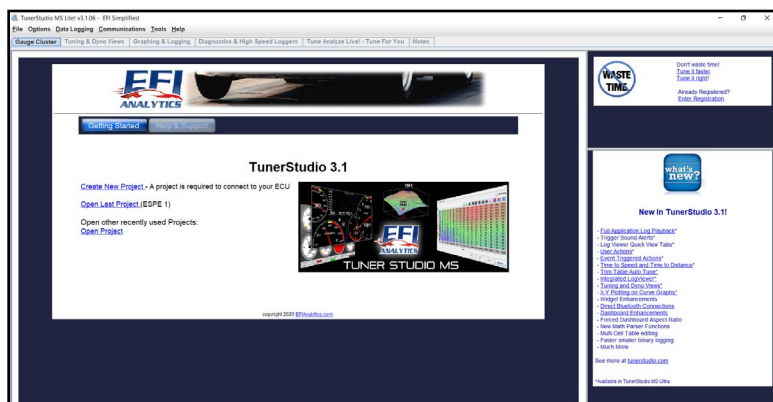 TunerStudio MS Lite! v3.1.06 - EFI Simplified
File Options Data Logging Communications Tools Help
Gauge Cluster Tuning & Dyno Views Graphing & Logging Diagnostics & High Speed Loggers Tune Analyze Live! - Tune For You Notes
EFI
ANALYTICS
Getting Started Help & Support
TunerStudio 3.1
Create New Project - A project is required to connect to your ECU
Open Last Project (ESPE 1)
Open other recently used Projects:
Open Project
EFI
ANALYTICS
TUNER STUDIO MS
copyright 2020 EFIAnalytics.com
WASTE
TIME
Don't waste time!
Tune it faster
Tune it right!
Already Registered?
Enter Registration
what's
new?
New In TunerStudio 3.1!
- Full Application Log Playback*
- Trigger Sound Alerts*
- Log Viewer Quick View Tabs*
- User Actions*
- Event Triggered Actions*
- Time to Speed and Time to Distance*
- Trim Table Auto Tune*
- Integrated LogViewer*
- Tuning and Dyno Views*
- X-Y Plotting on Curve Graphs*
- Widget Enhancements
- Direct Bluetooth Connections
- Dashboard Enhancements
- Forced Dashboard Aspect Ratio
- New Math Parser Functions
- Multi Cell Table editing
- Faster smaller binary logging
- Much More
See more at tunerstudio.com
*Available in TunerStudio MS Ultra